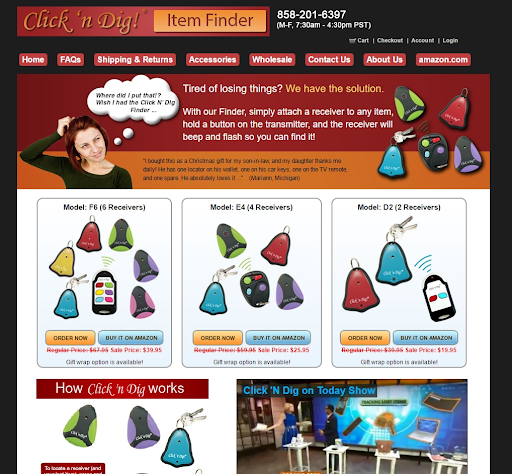 Click 'n Dig!® Item Finder
858-201-6397
(M-F, 7:30am - 4:30pm PST)
Cart | Checkout | Account | Login
Home FAQs Shipping & Returns Accessories Wholesale Contact Us About Us amazon.com
Where did I put that!?
Wish I had the Click N' Dig
Finder ...
Tired of losing things? We have the solution.
With our Finder, simply attach a receiver to any item,
hold a button on the transmitter, and the receiver will
beep and flash so you can find it!
"I bought this as a Christmas gift for my son-in-law, and my daughter thanks me
daily! He has one locator on his wallet, one on his car keys, one on the TV remote,
and one spare. He absolutely loves it ..." (Mariann, Michigan)
Model: F6 (6 Receivers)
ORDER NOW BUY IT ON AMAZON
Regular Price: $67.95 Sale Price: $39.95
Gift wrap option is available!
Model: E4 (4 Receivers)
ORDER NOW BUY IT ON AMAZON
Regular Price: $59.95 Sale Price: $25.95
Gift wrap option is available!
Model: D2 (2 Receivers)
ORDER NOW BUY IT ON AMAZON
Regular Price: $39.95 Sale Price: $19.95
Gift wrap option is available!
How Click 'n Dig works
To locate a receiver (and
Click 'N Dig on Today Show
TRACKING LOST ITEMS